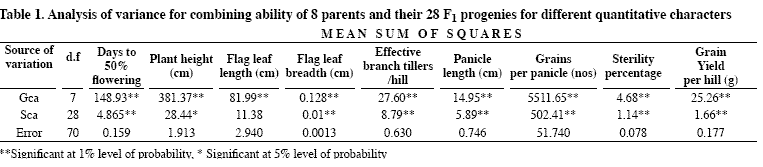 Table 1. Analysis of variance for combining ability of 8 parents and their 28 F1 progenies for different quantitative characters
MEAN SUM OF SQUARES
Source of variation d.f Days to 50% flowering Plant height (cm) Flag leaf length (cm) Flag leaf breadth (cm) Effective branch tillers /hill Panicle length (cm) Grains per panicle (nos) Sterility percentage Grain Yield per hill (g)
Gca 7 148.93** 381.37** 81.99** 0.128** 27.60** 14.95** 5511.65** 4.68** 25.26**
Sca 28 4.865** 28.44* 11.38 0.01** 8.79** 5.89** 502.41** 1.14** 1.66**
Error 70 0.159 1.913 2.940 0.0013 0.630 0.746 51.740 0.078 0.177
**Significant at 1% level of probability, * Significant at 5% level of probability